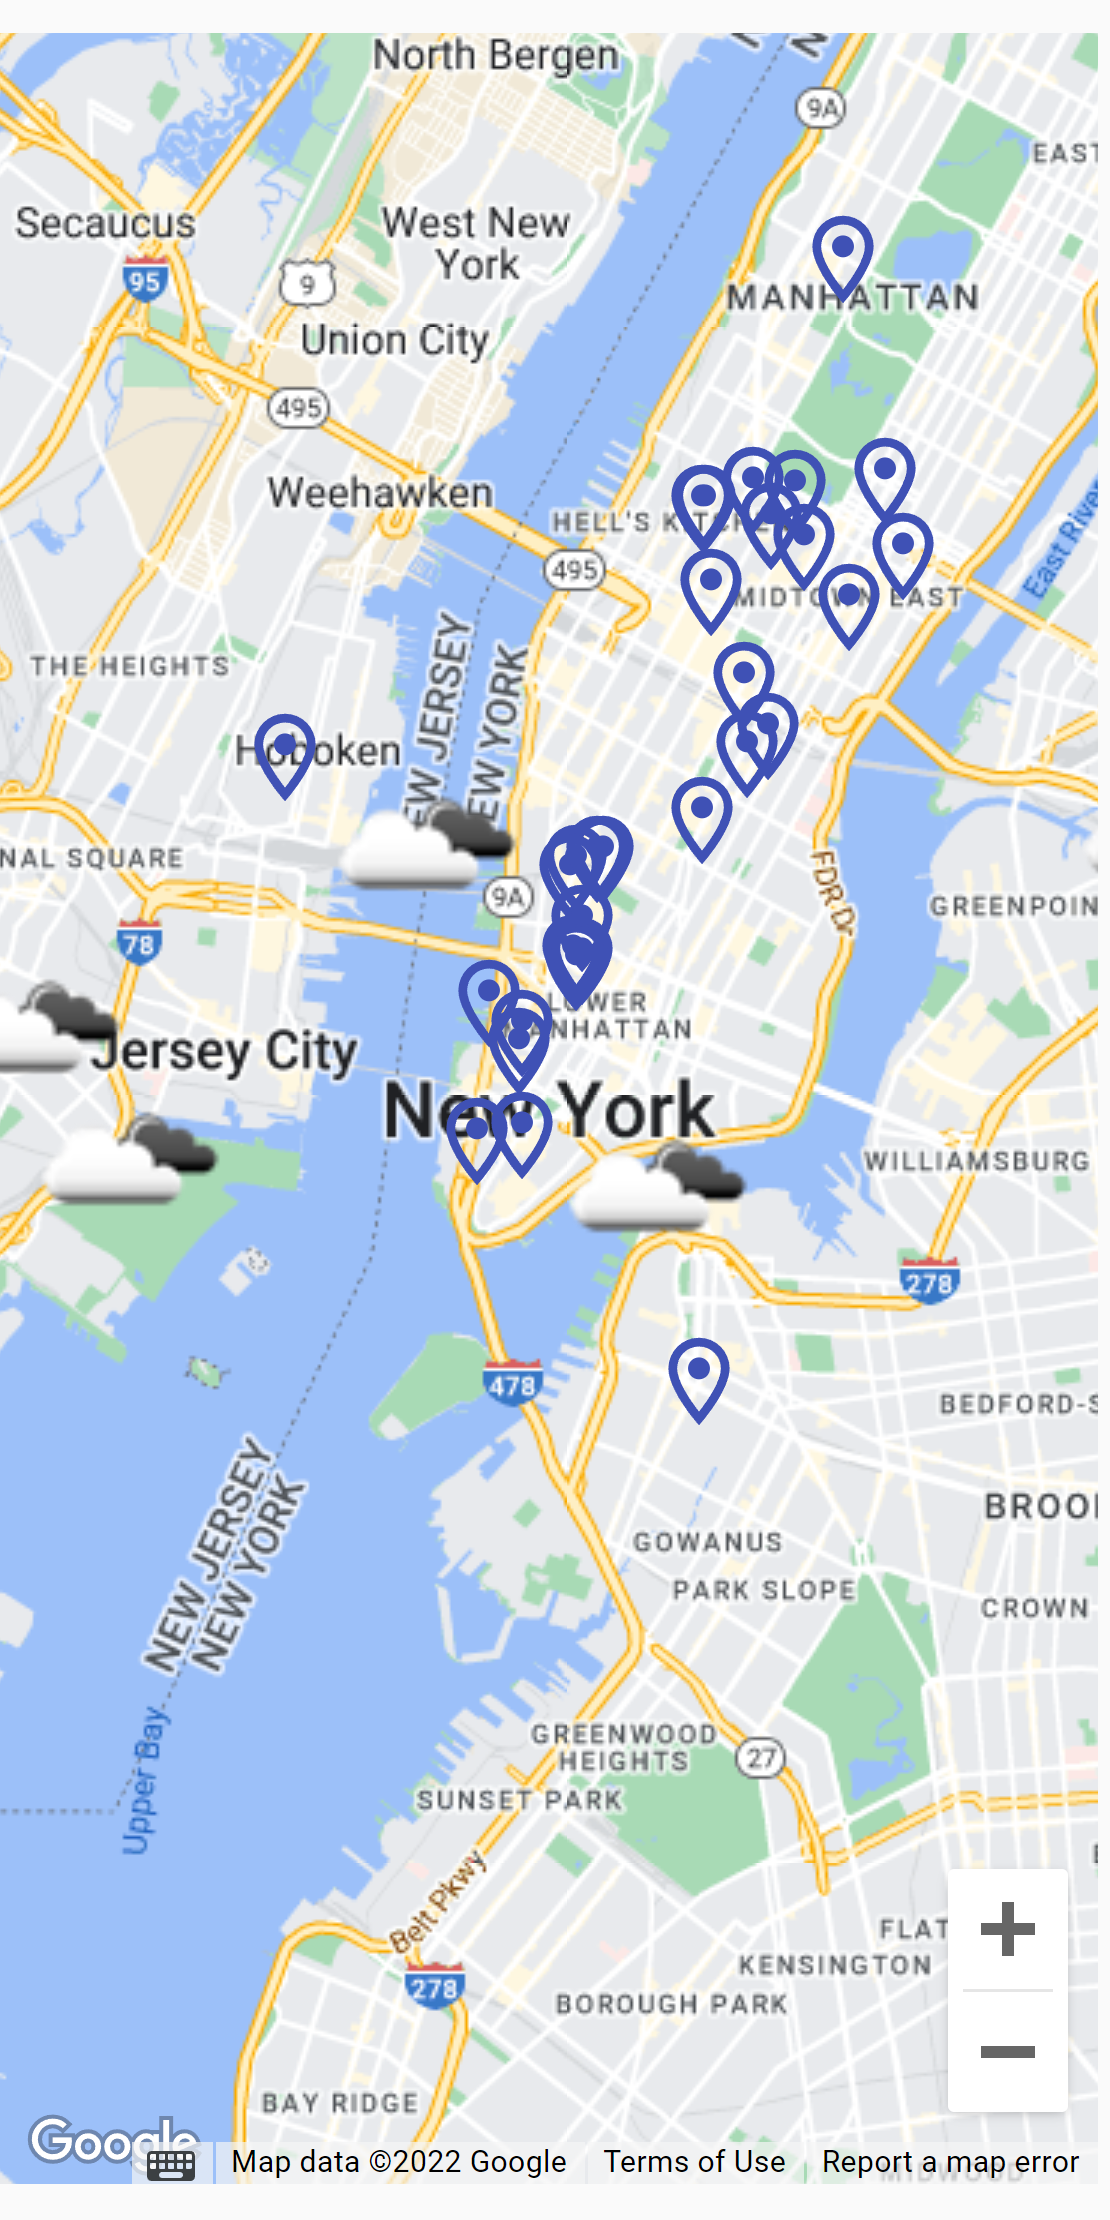 North Bergen
9A
EAST
Secaucus
West New
York
95
9
MANHATTAN
Union City
495
Weehawken
HELL'S KITCHEN
495
East River
MIDTOWN EAST
THE HEIGHTS
NEW JERSEY
NEW YORK
Hoboken
NAL SQUARE
FDR Dr
9A
GREENPOIN
78
LOWER
MANHATTAN
Jersey City
New York
WILLIAMSBURG
278
478
BEDFORD-S
NEW JERSEY
NEW YORK
BROO
GOWANUS
PARK SLOPE
CROWN
Upper Bay
GREENWOOD
HEIGHTS
27
SUNSET PARK
Belt Pkwy
FLAT
KENSINGTON
278
BOROUGH PARK
BAY RIDGE
Google
Map data ©2022 Google
Terms of Use
Report a map error
MIDWOOD